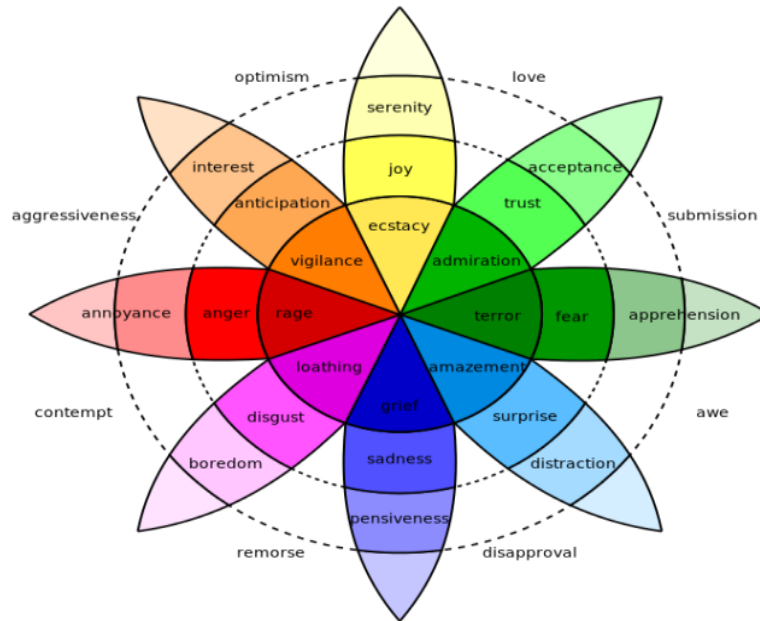 optimism
love
serenity
interest
joy
acceptance
anticipation
trust
aggressiveness
submission
ecstacy
vigilance
admiration
annoyance
anger
rage
terror
fear
apprehension
loathing
amazement
contempt
grief
awe
disgust
surprise
boredom
sadness
distraction
pensiveness
remorse
disapproval